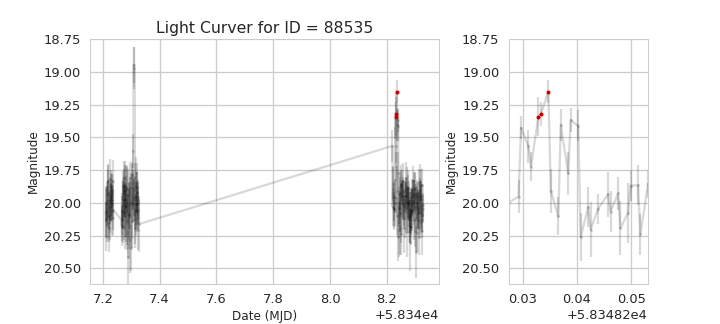 Light Curver for ID = 88535
18.75
19.00
19.25
19.50
19.75
20.00
20.25
20.50
Magnitude
7.2 7.4 7.6 7.8 8.0 8.2
Date (MJD)
+5.834e4
18.75
19.00
19.25
19.50
19.75
20.00
20.25
20.50
Magnitude
0.03 0.04 0.05
+5.83482e4